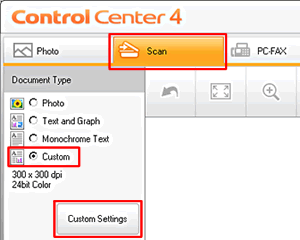 Control Center 4
Photo
Scan
PC-FAX
Document Type
Photo
Text and Graph
Monochrome Text
Custom
300 x 300 dpi
24bit Color
Custom Settings